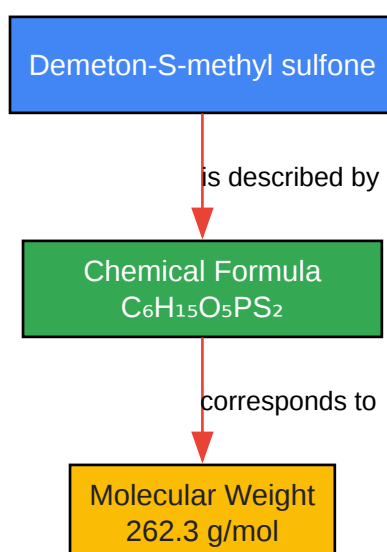 Demeton-S-methyl sulfone
is described by
Chemical Formula
C₆H₁₅O₅PS₂
corresponds to
Molecular Weight
262.3 g/mol